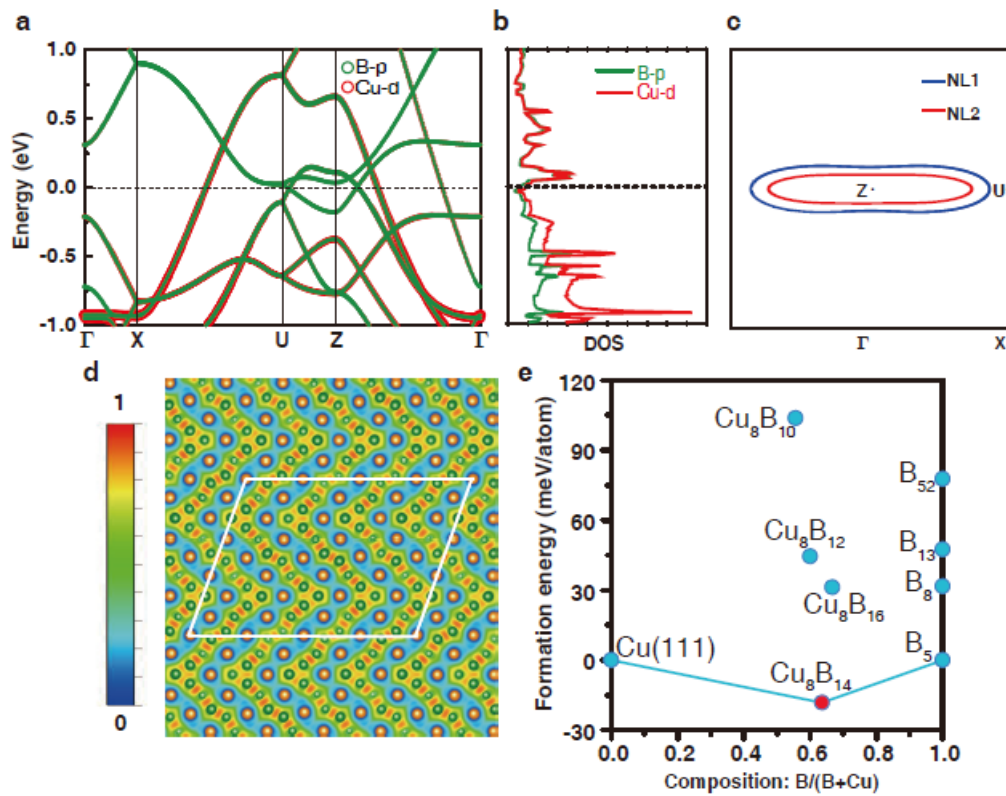 a
1.0
0.5
0.0
-0.5
-1.0
Energy (eV)
B-p
Cu-d
Γ X U Z Γ
b
B-p
Cu-d
DOS
c
NL1
NL2
Z
U
Γ X
d
1
0
e
120
90
60
30
0
-30
Formation energy (meV/atom)
Cu8B10
B52
Cu8B12
B13
Cu8B16
B8
Cu(111)
B5
Cu8B14
0.0 0.2 0.4 0.6 0.8 1.0
Composition: B/(B+Cu)